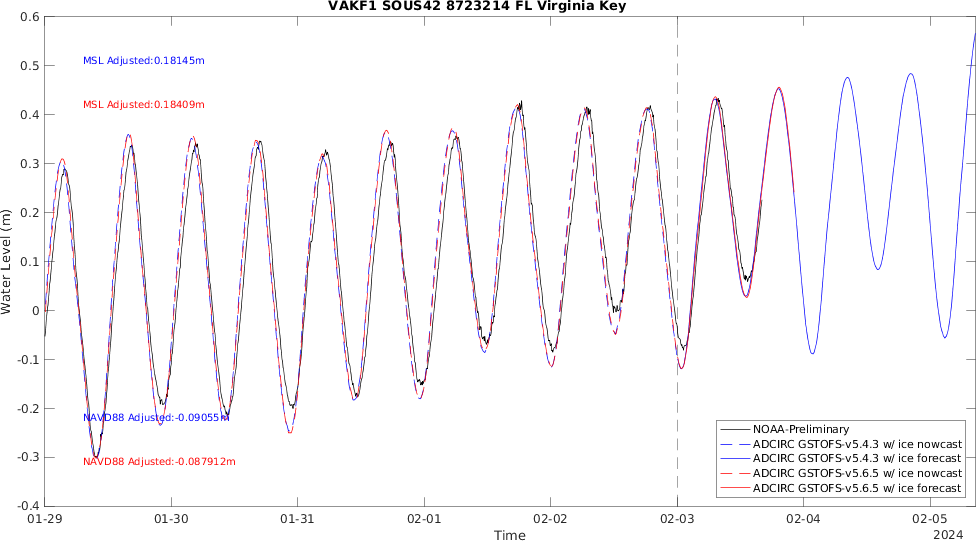 VAKF1 SOUS42 8723214 FL Virginia Key
0.6
0.5
0.4
0.3
0.2
0.1
0
-0.1
-0.2
-0.3
-0.4
Water Level (m)
MSL Adjusted:0.18145m
MSL Adjusted:0.18409m
NAVD88 Adjusted:-0.09055m
NAVD88 Adjusted:-0.087912m
NOAA-Preliminary
ADCIRC GSTOFS-v5.4.3 w/ ice nowcast
ADCIRC GSTOFS-v5.4.3 w/ ice forecast
ADCIRC GSTOFS-v5.6.5 w/ ice nowcast
ADCIRC GSTOFS-v5.6.5 w/ ice forecast
01-29 01-30 01-31 02-01 02-02 02-03 02-04 02-05
Time
2024